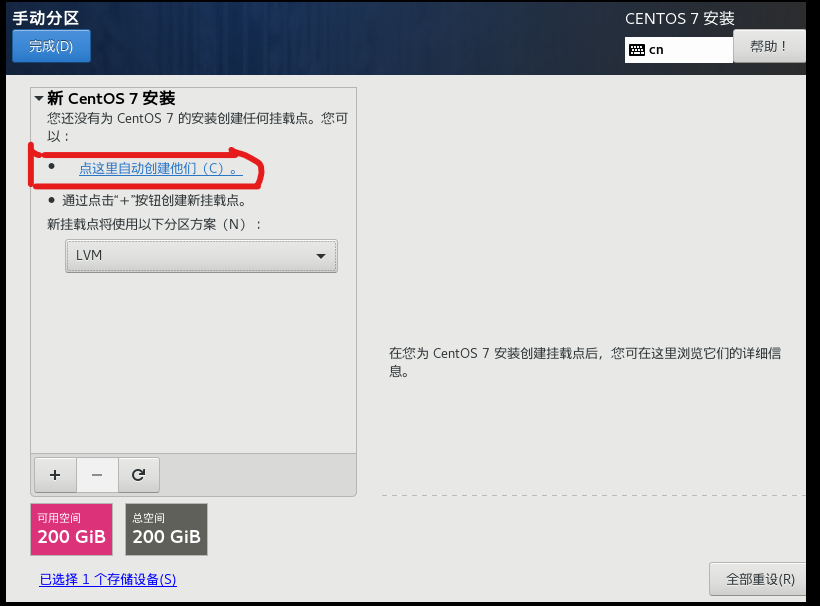 手动分区
CENTOS 7 安装
完成(D)
cn
帮助！
新 CentOS 7 安装
您还没有为 CentOS 7 的安装创建任何挂载点。您可
以：
点这里自动创建他们（C）。
通过点击“+”按钮创建新挂载点。
新挂载点将使用以下分区方案（N）：
LVM
在您为 CentOS 7 安装创建挂载点后，您可在这里浏览它们的详细信
息。
+
−
可用空间
200 GiB
总空间
200 GiB
已选择 1 个存储设备(S)
全部重设(R)